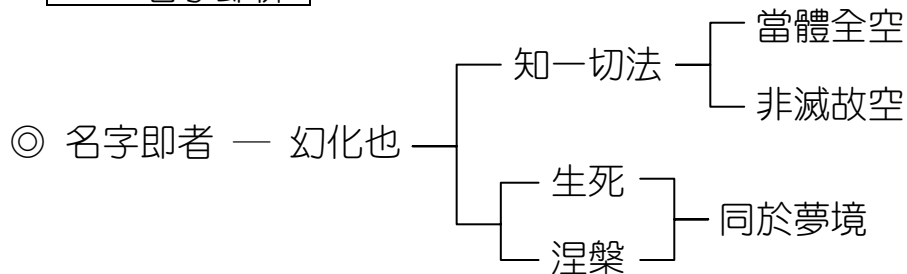 當體全空
知一切法
非滅故空
◎ 名字即者 — 幻化也
生死
同於夢境
涅槃